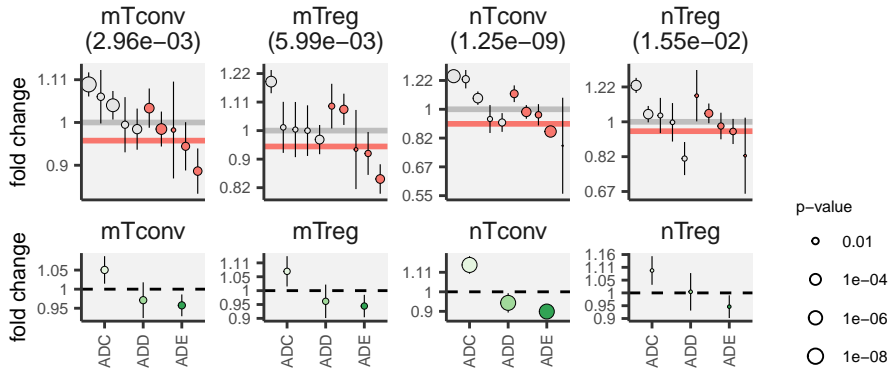 mTconv
(2.96e−03)
mTreg
(5.99e−03)
nTconv
(1.25e−09)
nTreg
(1.55e−02)
fold change
1.11
1
0.9
1.22
1.11
1
0.9
0.82
1.22
1
0.82
0.67
0.55
1.22
1
0.82
0.67
mTconv
mTreg
nTconv
nTreg
fold change
1.05
1
0.95
1.11
1.05
1
0.95
0.9
1.11
1
0.9
1.16
1.11
1.05
1
0.95
0.9
ADC
ADD
ADE
ADC
ADD
ADE
ADC
ADD
ADE
ADC
ADD
ADE
p−value
0.01
1e−04
1e−06
1e−08